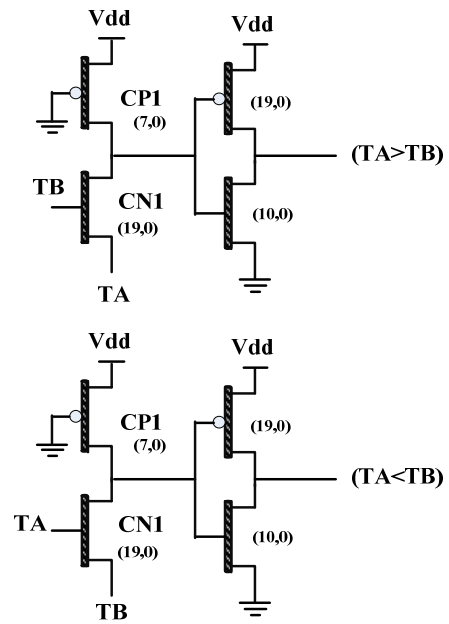 Vdd Vdd
CP1
(7,0)
(19,0)
TB
(TA>TB)
CN1
(19,0)
(10,0)
TA
Vdd Vdd
CP1
(7,0)
(19,0)
(TA<TB)
TA
CN1
(19,0)
(10,0)
TB